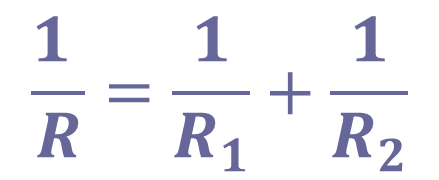 1/R = 1/R₁ + 1/R₂